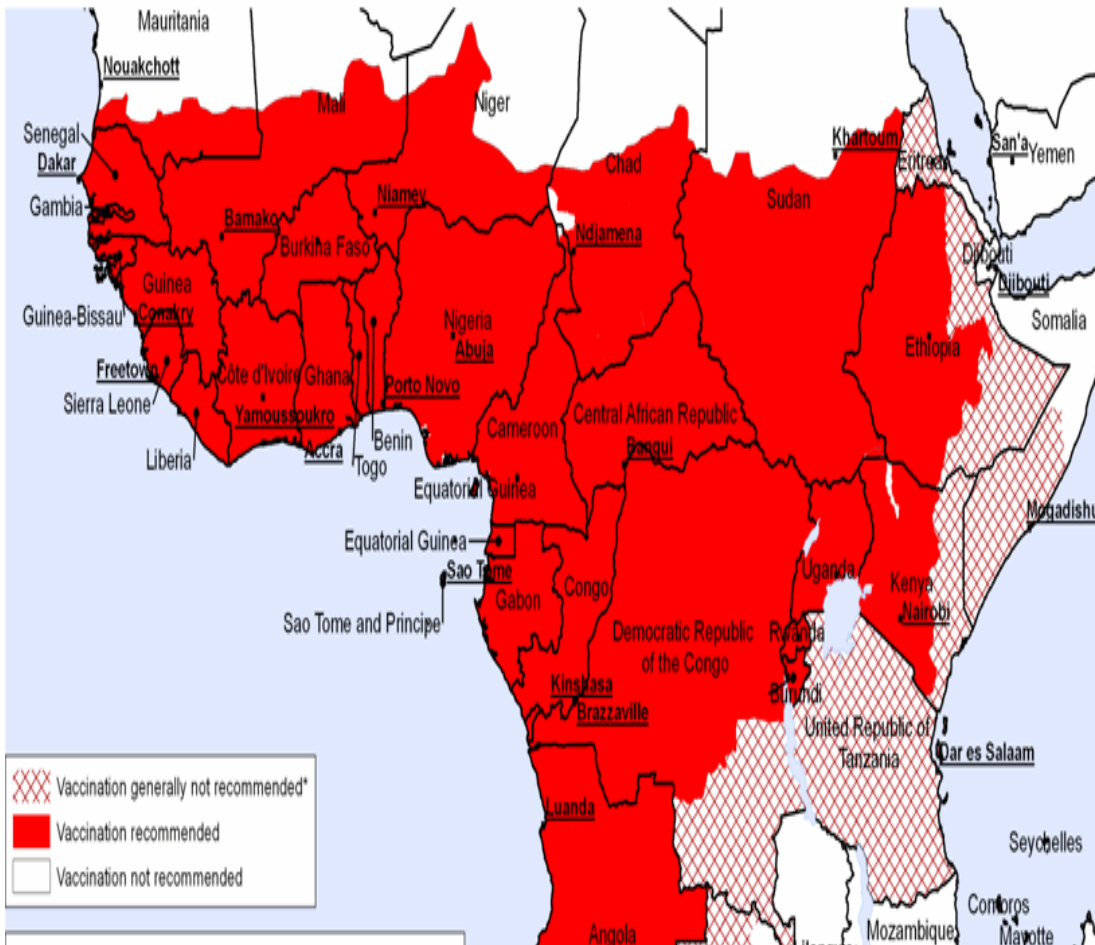 Mauritania
Nouakchott
Mali
Niger
Senegal
Dakar
Gambia
Bamako
Niamey
Burkina Faso
Chad
Ndjamena
Khartoum
Eritrea
San'a
Yemen
Sudan
Guinea
Conakry
Guinea-Bissau
Nigeria
Abuja
Djibouti
Djibouti
Somalia
Ethiopia
Freetown
Sierra Leone
Côte d'Ivoire
Ghana
Porto Novo
Yamoussoukro
Liberia
Accra
Togo
Benin
Cameroon
Central African Republic
Bangui
Equatorial Guinea
Mogadishu
Equatorial Guinea
Sao Tome
Gabon
Congo
Uganda
Kenya
Nairobi
Sao Tome and Principe
Democratic Republic
of the Congo
Rwanda
Burundi
Kinshasa
Brazzaville
United Republic of
Tanzania
Dar es Salaam
Vaccination generally not recommended*
Vaccination recommended
Vaccination not recommended
Luanda
Seychelles
Comoros
Mayotte
Angola
Mozambique